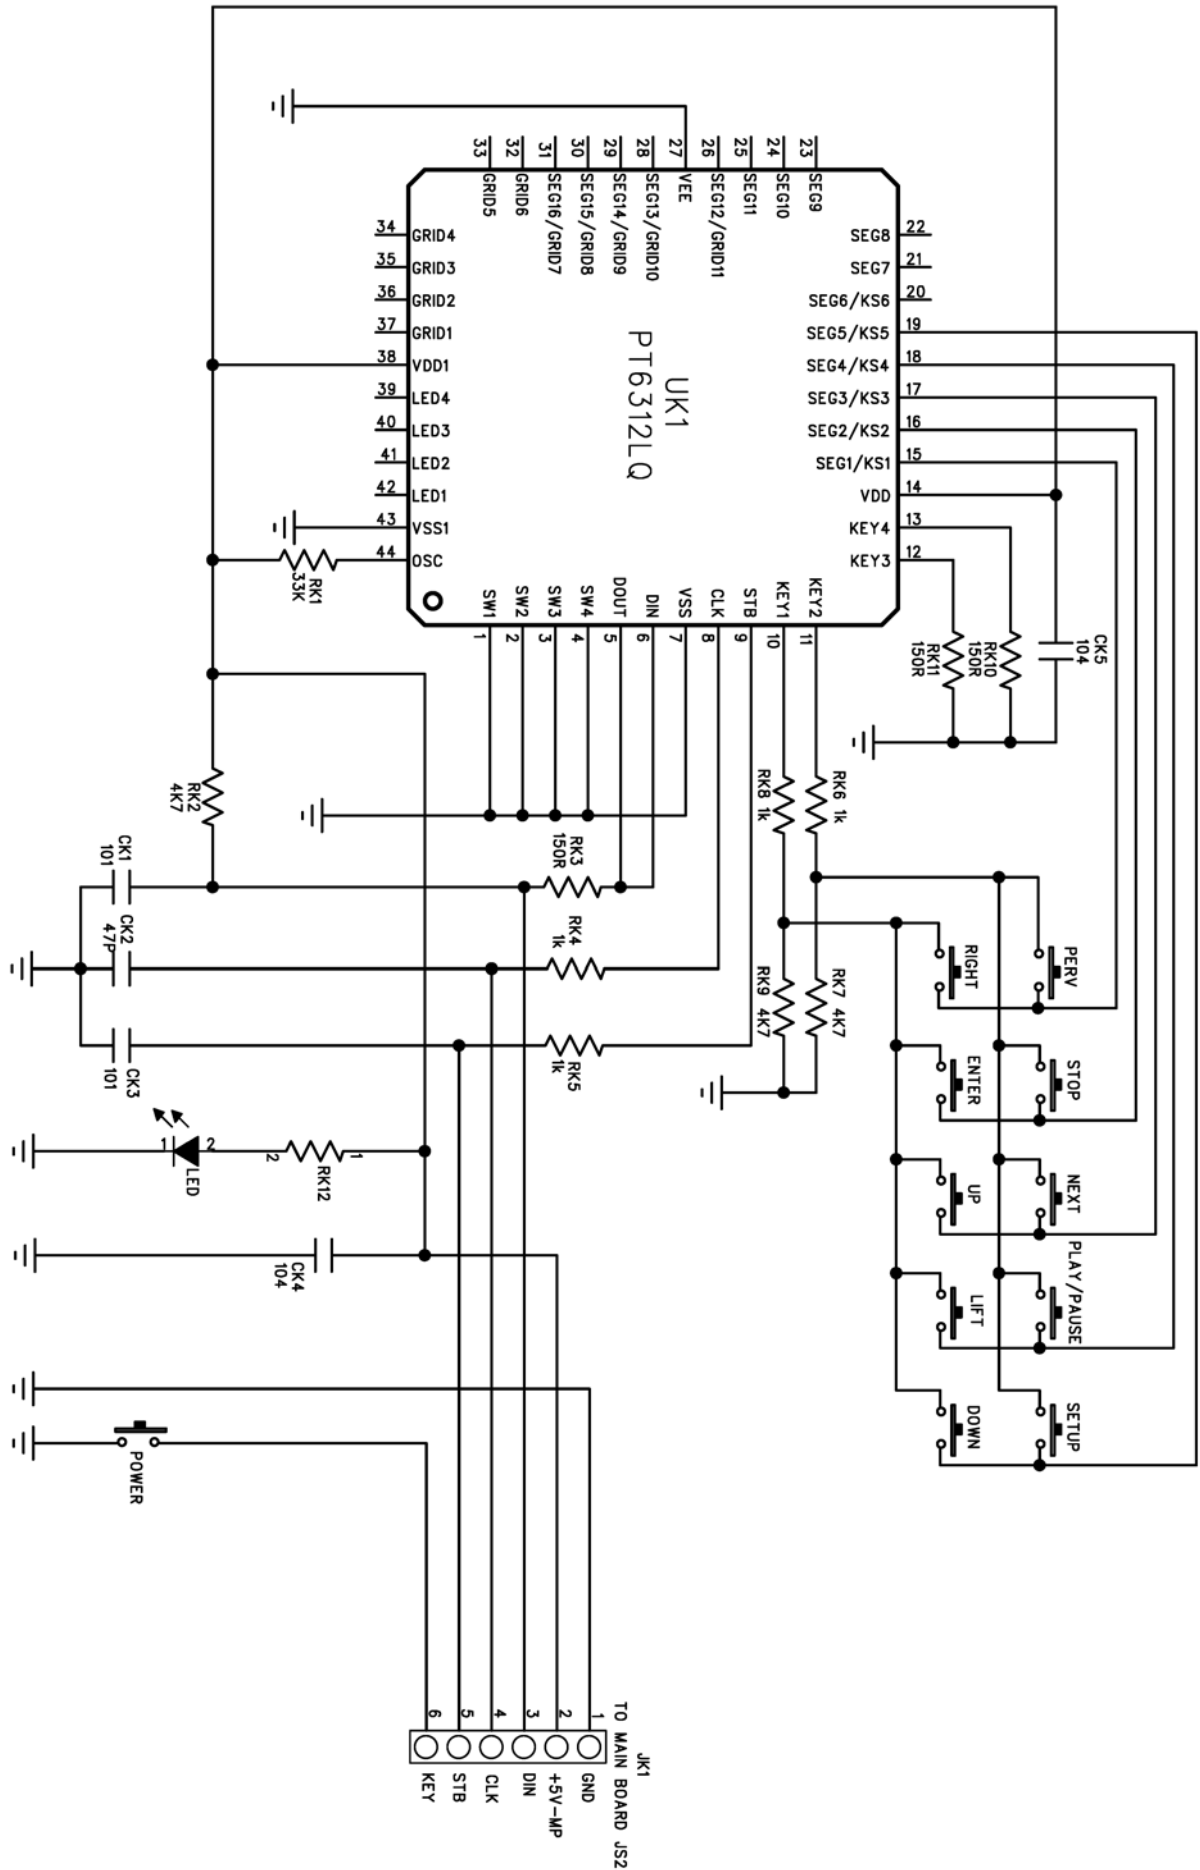 23
24
25
26
27
28
29
30
31
32
33
SEG9
SEG10
SEG11
SEG12/GRID11
VEE
SEG13/GRID10
SEG14/GRID9
SEG15/GRID8
SEG16/GRID7
GRID6
GRID5
34
GRID4
35
GRID3
36
GRID2
37
GRID1
38
VDD1
39
LED4
40
LED3
41
LED2
42
LED1
43
VSS1
44
OSC
SEG8
22
SEG7
21
SEG6/KS6
20
SEG5/KS5
19
SEG4/KS4
18
SEG3/KS3
17
SEG2/KS2
16
SEG1/KS1
15
VDD
14
KEY4
13
KEY3
12
UK1
PT6312LQ
RK1
33K
SW1
SW2
SW3
SW4
DOUT
DIN
VSS
CLK
STB
KEY1
KEY2
1
2
3
4
5
6
7
8
9
10
11
CK5
104
RK10
150R
RK11
150R
RK2
4K7
RK8 1k
RK6 1k
CK1
101
RK3
150R
CK2
47P
RK4
1k
RK9 4K7
RK7 4K7
CK3
101
RK5
1k
PERV
RIGHT
STOP
ENTER
NEXT
UP
PLAY/PAUSE
LIFT
SETUP
DOWN
1
2
LED
2
1
RK12
CK4
104
POWER
JK1
TO MAIN BOARD JS2
1
2
3
4
5
6
GND
+5V-MP
DIN
CLK
STB
KEY